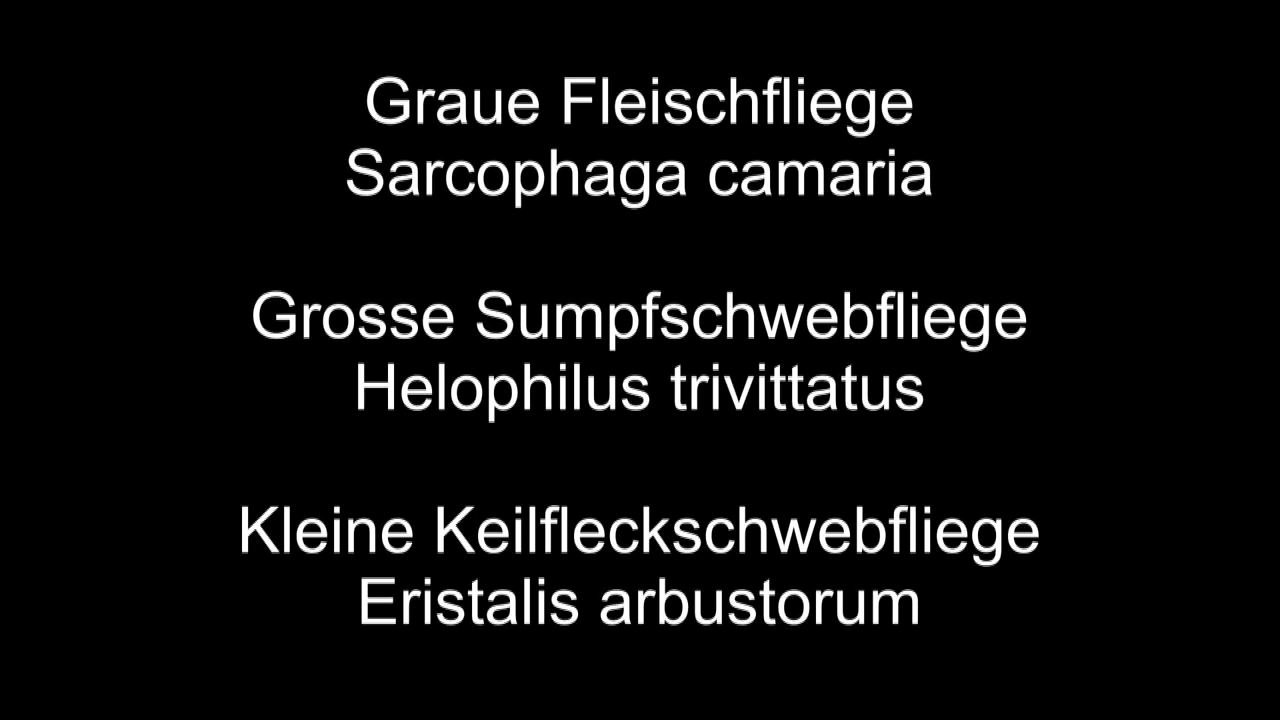 Graue Fleischfliege
Sarcophaga camaria
Grosse Sumpfschwebfliege
Helophilus trivittatus
Kleine Keilfleckschwebfliege
Eristalis arbustorum